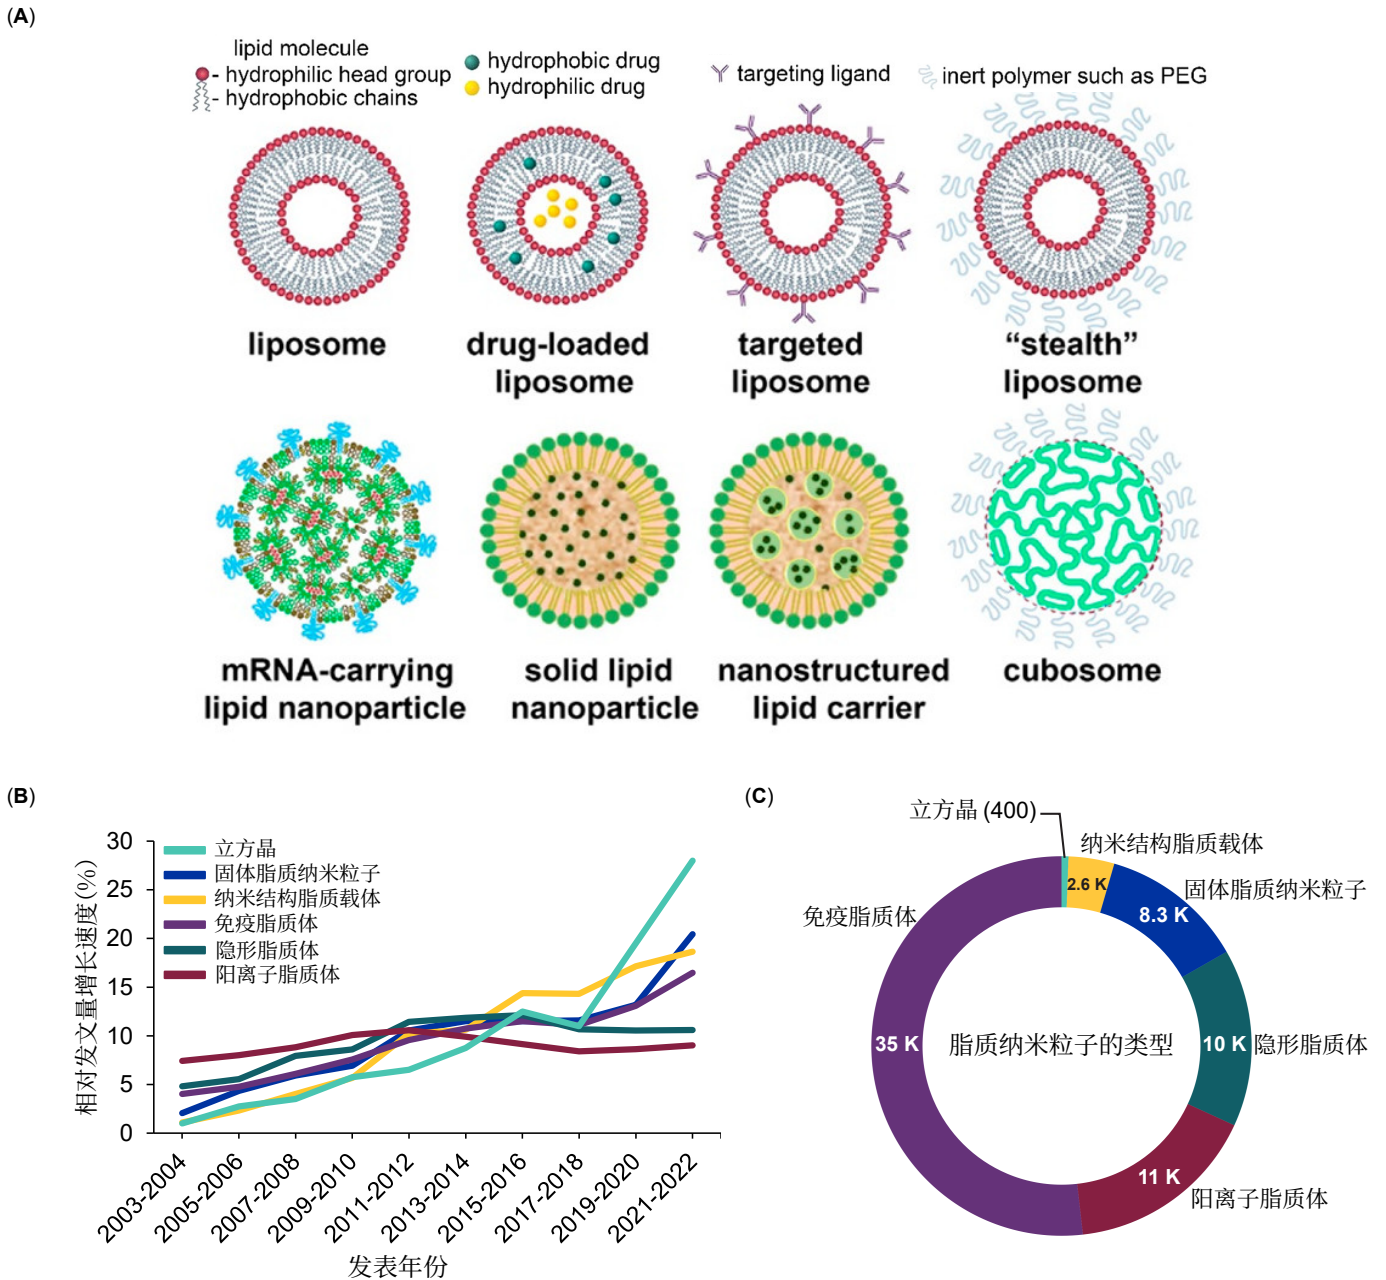 (A)
lipid molecule
- hydrophilic head group
- hydrophobic chains
hydrophobic drug
hydrophilic drug
targeting ligand
inert polymer such as PEG
liposome
drug-loaded
liposome
targeted
liposome
“stealth”
liposome
mRNA-carrying
lipid nanoparticle
solid lipid
nanoparticle
nanostructured
lipid carrier
cubosome
(B)
相对发文量增长速度(%)
30
25
20
15
10
5
0
立方晶
固体脂质纳米粒子
纳米结构脂质载体
免疫脂质体
隐形脂质体
阳离子脂质体
2003-2004
2005-2006
2007-2008
2009-2010
2011-2012
2013-2014
2015-2016
2017-2018
2019-2020
2021-2022
发表年份
(C)
立方晶 (400)
纳米结构脂质载体
2.6 K
固体脂质纳米粒子
8.3 K
免疫脂质体
35 K
脂质纳米粒子的类型
10 K
隐形脂质体
11 K
阳离子脂质体